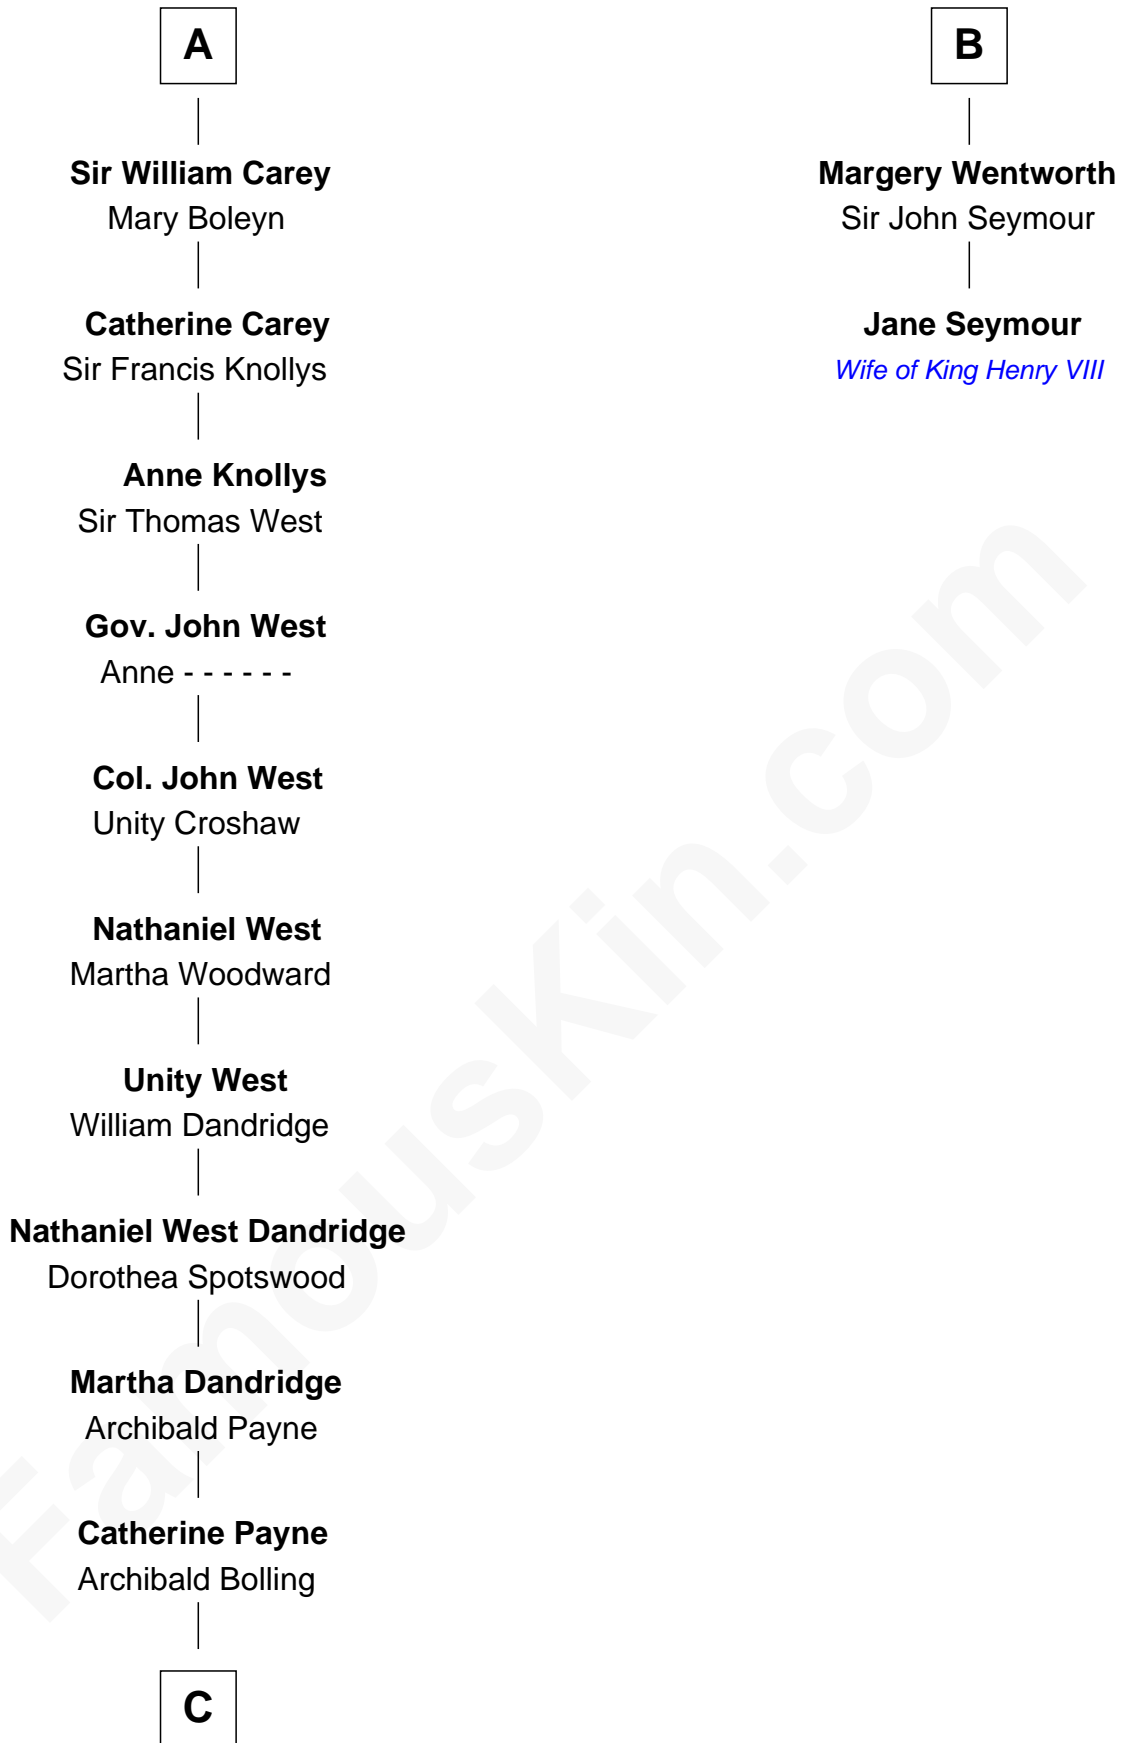 A
Sir William Carey
Mary Boleyn
Catherine Carey
Sir Francis Knollys
Anne Knollys
Sir Thomas West
Gov. John West
Anne - - - - - -
Col. John West
Unity Croshaw
Nathaniel West
Martha Woodward
Unity West
William Dandridge
Nathaniel West Dandridge
Dorothea Spotswood
Martha Dandridge
Archibald Payne
Catherine Payne
Archibald Bolling
C
B
Margery Wentworth
Sir John Seymour
Jane Seymour
Wife of King Henry VIII
FamousKin.com